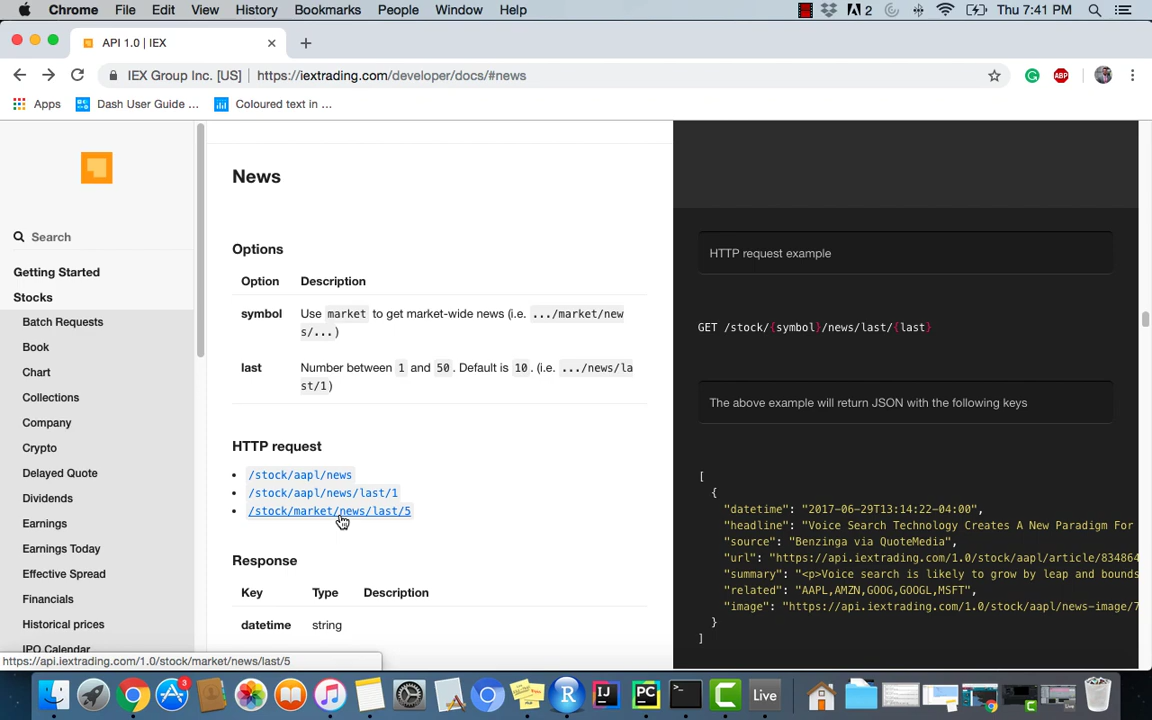 Chrome File Edit View History Bookmarks People Window Help 2 Thu 7:41 PM
API 1.0 | IEX
IEX Group Inc. [US] https://iextrading.com/developer/docs/#news ABP
Apps Dash User Guide ... Coloured text in ...
Search
Getting Started
Stocks
Batch Requests
Book
Chart
Collections
Company
Crypto
Delayed Quote
Dividends
Earnings
Earnings Today
Effective Spread
Financials
Historical prices
IPO Calendar
News
Options
Option Description
symbol Use market to get market-wide news (i.e. .../market/new
s/...)
last Number between 1 and 50. Default is 10. (i.e. .../news/la
st/1)
HTTP request
• /stock/aapl/news
• /stock/aapl/news/last/1
• /stock/market/news/last/5
Response
Key Type Description
datetime string
https://api.iextrading.com/1.0/stock/market/news/last/5
HTTP request example
GET /stock/{symbol}/news/last/{last}
The above example will return JSON with the following keys
[
{
"datetime": "2017-06-29T13:14:22-04:00",
"headline": "Voice Search Technology Creates A New Paradigm For
"source": "Benzinga via QuoteMedia",
"url": "https://api.iextrading.com/1.0/stock/aapl/article/834864
"summary": "<p>Voice search is likely to grow by leap and bounds
"related": "AAPL,AMZN,GOOG,GOOGL,MSFT",
"image": "https://api.iextrading.com/1.0/stock/aapl/news-image/7
}
]
3 R IJ PC >_ Live